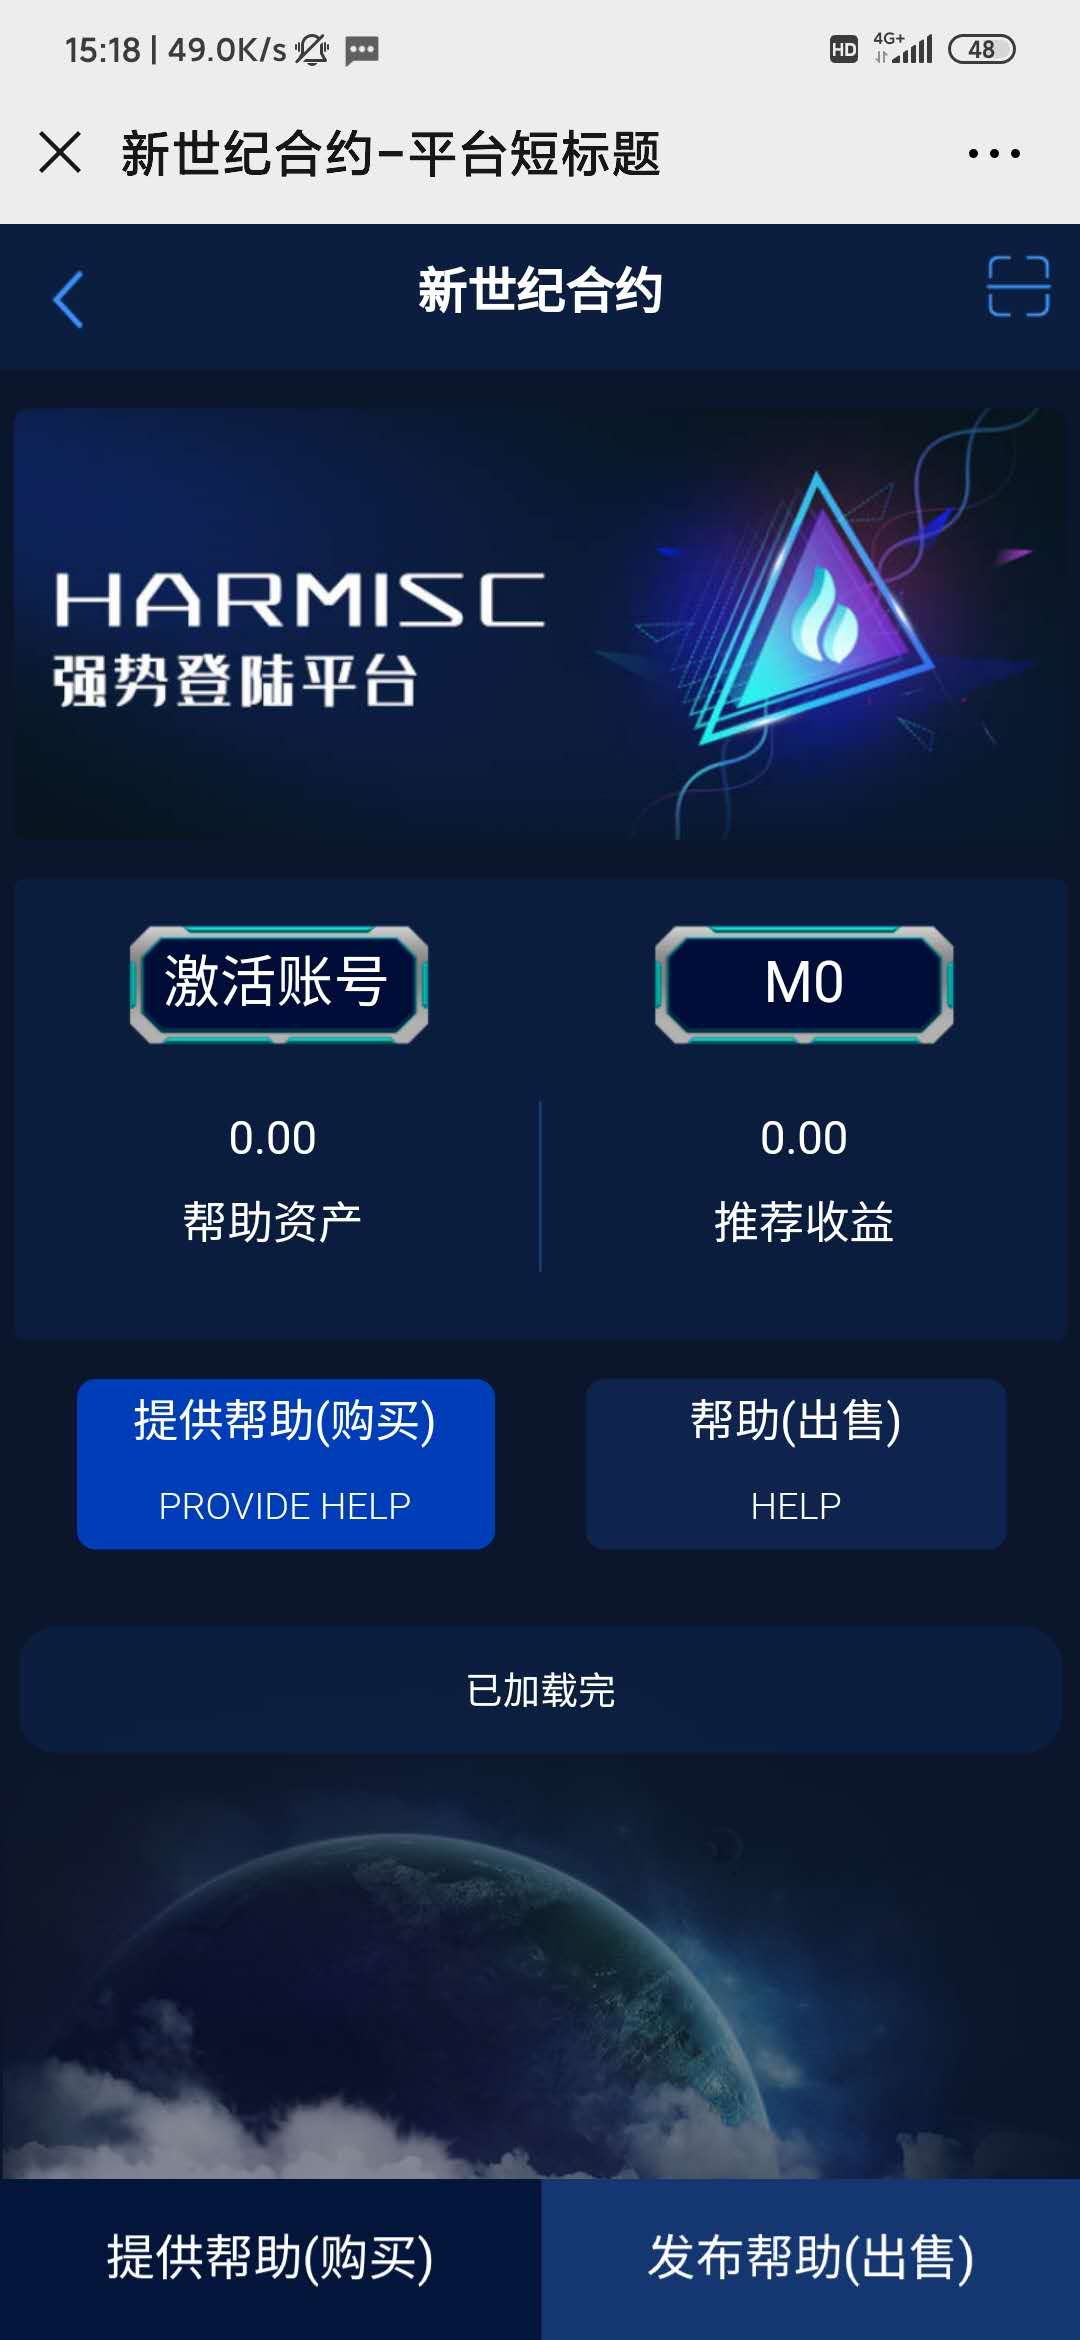 15:18 | 49.0K/s
HD 4G+ 48
新世纪合约-平台短标题
新世纪合约
HARMISC
强势登陆平台
激活账号
M0
0.00
0.00
帮助资产
推荐收益
提供帮助(购买)
帮助(出售)
PROVIDE HELP
HELP
已加载完
提供帮助(购买)
发布帮助(出售)